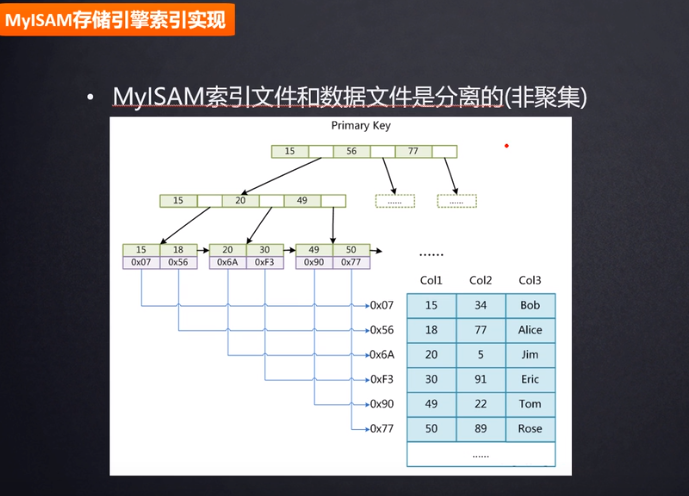 MyISAM存储引擎索引实现
• MyISAM索引文件和数据文件是分离的(非聚集)
Primary Key
15 56 77
15 20 49
...... ......
15 18 20 30 49 50
0x07 0x56 0x6A 0xF3 0x90 0x77
......
Col1 Col2 Col3
0x07 15 34 Bob
0x56 18 77 Alice
0x6A 20 5 Jim
0xF3 30 91 Eric
0x90 49 22 Tom
0x77 50 89 Rose
......